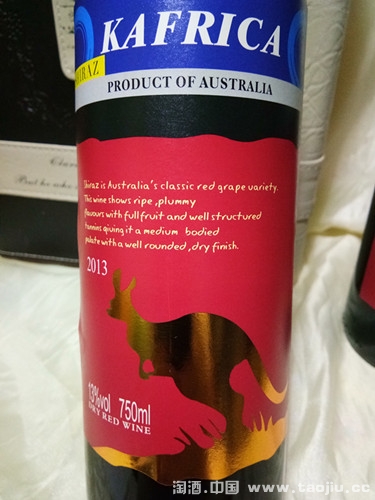 KAFRICA
SHIRAZ
PRODUCT OF AUSTRALIA
Shiraz is Australia's classic red grape variety.
This wine shows ripe ,plummy
flavours with full fruit and well structured
tannins qiuing it a medium bodied
palate with a well rounded ,dry finish.
2013
13%vol 750ml
DRY RED WINE
淘酒.中国 www.taojiu.cc